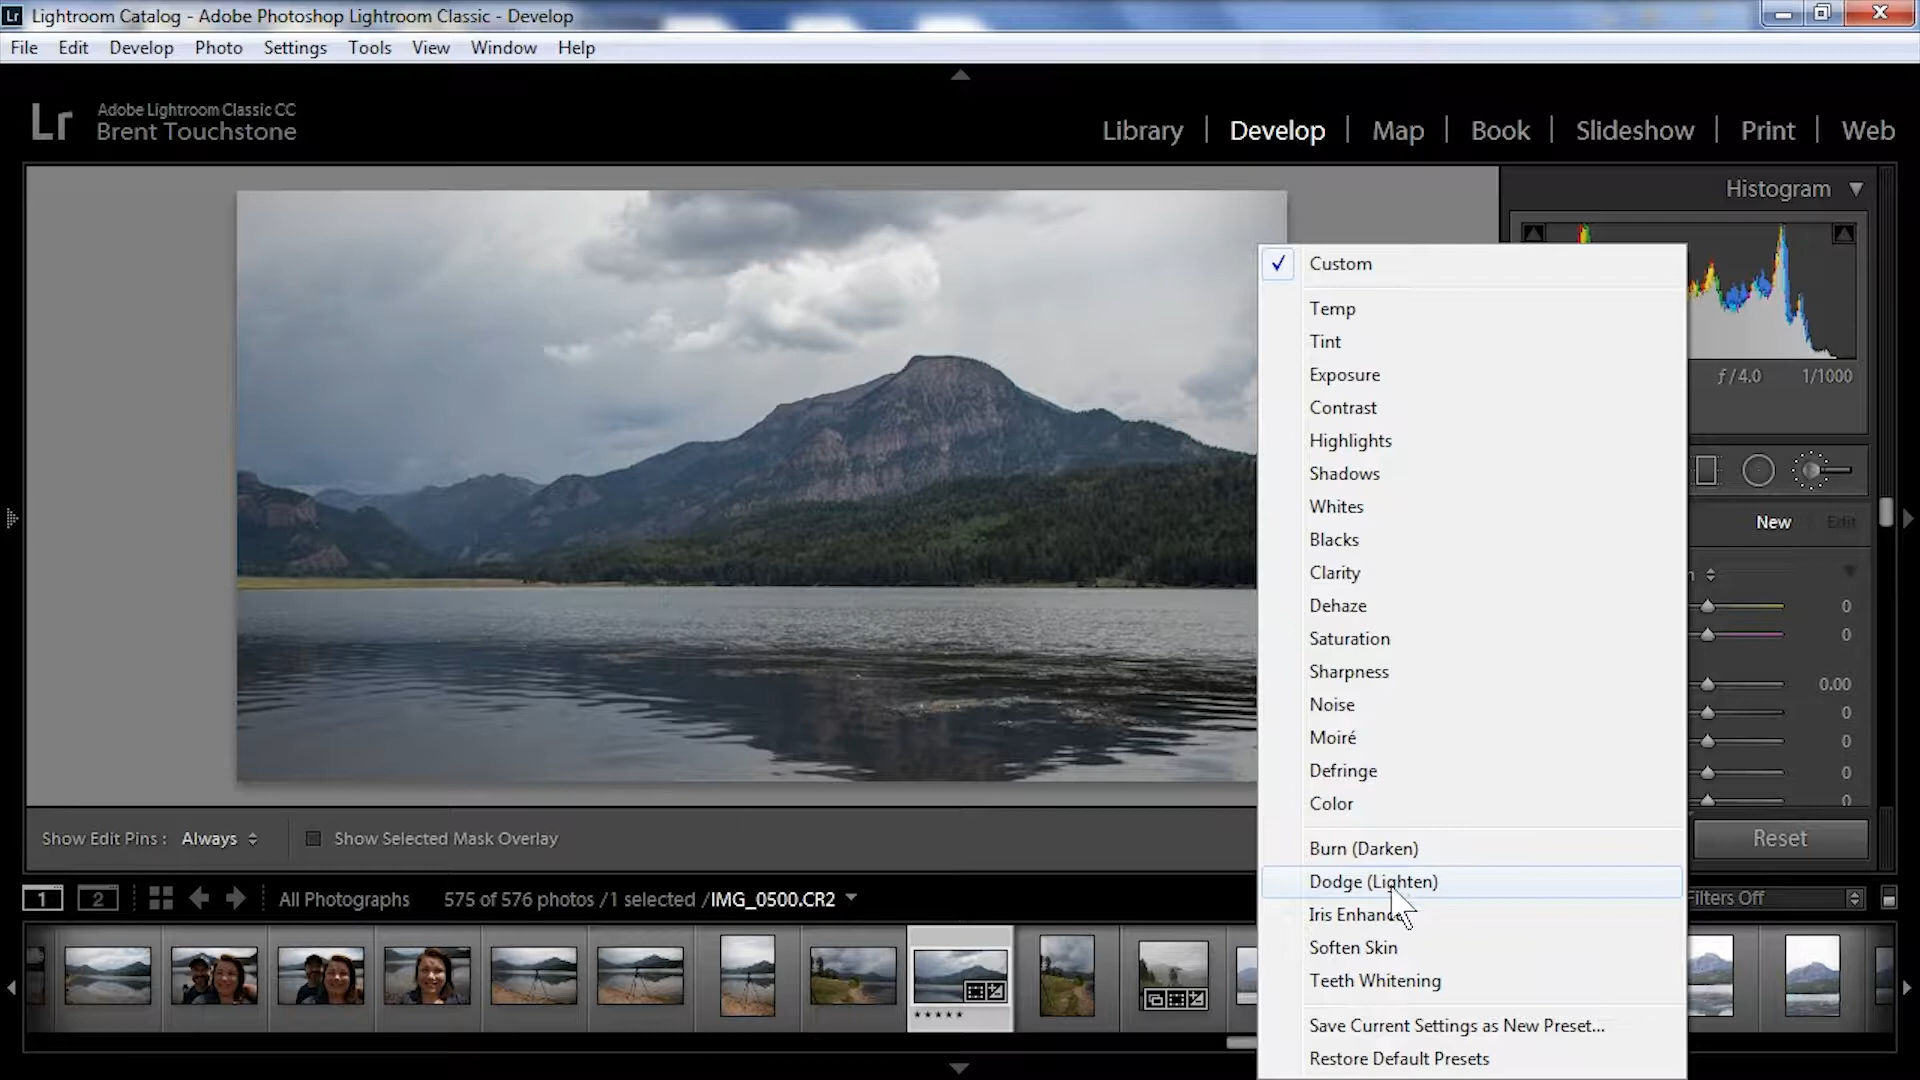 Lr Lightroom Catalog - Adobe Photoshop Lightroom Classic - Develop
File Edit Develop Photo Settings Tools View Window Help
Lr Adobe Lightroom Classic CC
Brent Touchstone
Library | Develop | Map | Book | Slideshow | Print | Web
Histogram
ƒ/4.0 1/1000
New Edit
0
0
0.00
0
0
0
0
Reset
Custom
Temp
Tint
Exposure
Contrast
Highlights
Shadows
Whites
Blacks
Clarity
Dehaze
Saturation
Sharpness
Noise
Moiré
Defringe
Color
Burn (Darken)
Dodge (Lighten)
Iris Enhance
Soften Skin
Teeth Whitening
Save Current Settings as New Preset...
Restore Default Presets
Show Edit Pins : Always Show Selected Mask Overlay
1 2 All Photographs 575 of 576 photos /1 selected /IMG_0500.CR2 Filters Off